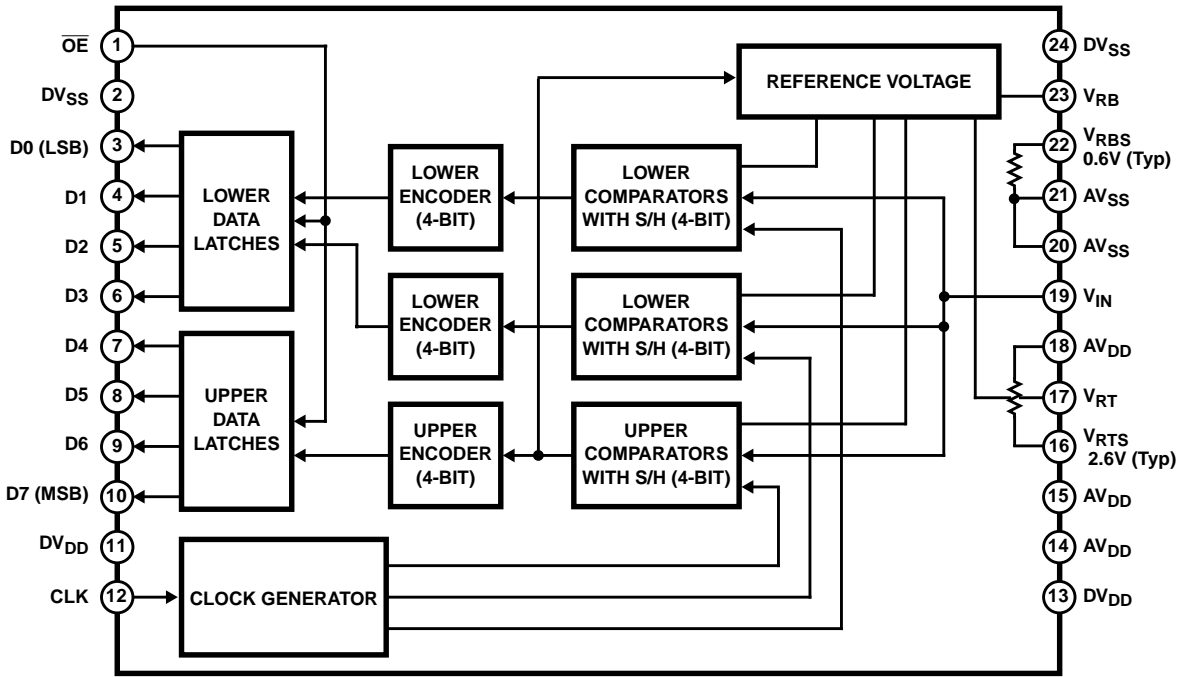 OE
1
DVSS
2
D0 (LSB)
3
D1
4
D2
5
D3
6
D4
7
D5
8
D6
9
D7 (MSB)
10
DVDD
11
CLK
12
LOWER
DATA
LATCHES
UPPER
DATA
LATCHES
CLOCK GENERATOR
LOWER
ENCODER
(4-BIT)
LOWER
ENCODER
(4-BIT)
UPPER
ENCODER
(4-BIT)
REFERENCE VOLTAGE
LOWER
COMPARATORS
WITH S/H (4-BIT)
LOWER
COMPARATORS
WITH S/H (4-BIT)
UPPER
COMPARATORS
WITH S/H (4-BIT)
24
DVSS
23
VRB
22
VRBS
0.6V (Typ)
21
AVSS
20
AVSS
19
VIN
18
AVDD
17
VRT
16
VRTS
2.6V (Typ)
15
AVDD
14
AVDD
13
DVDD